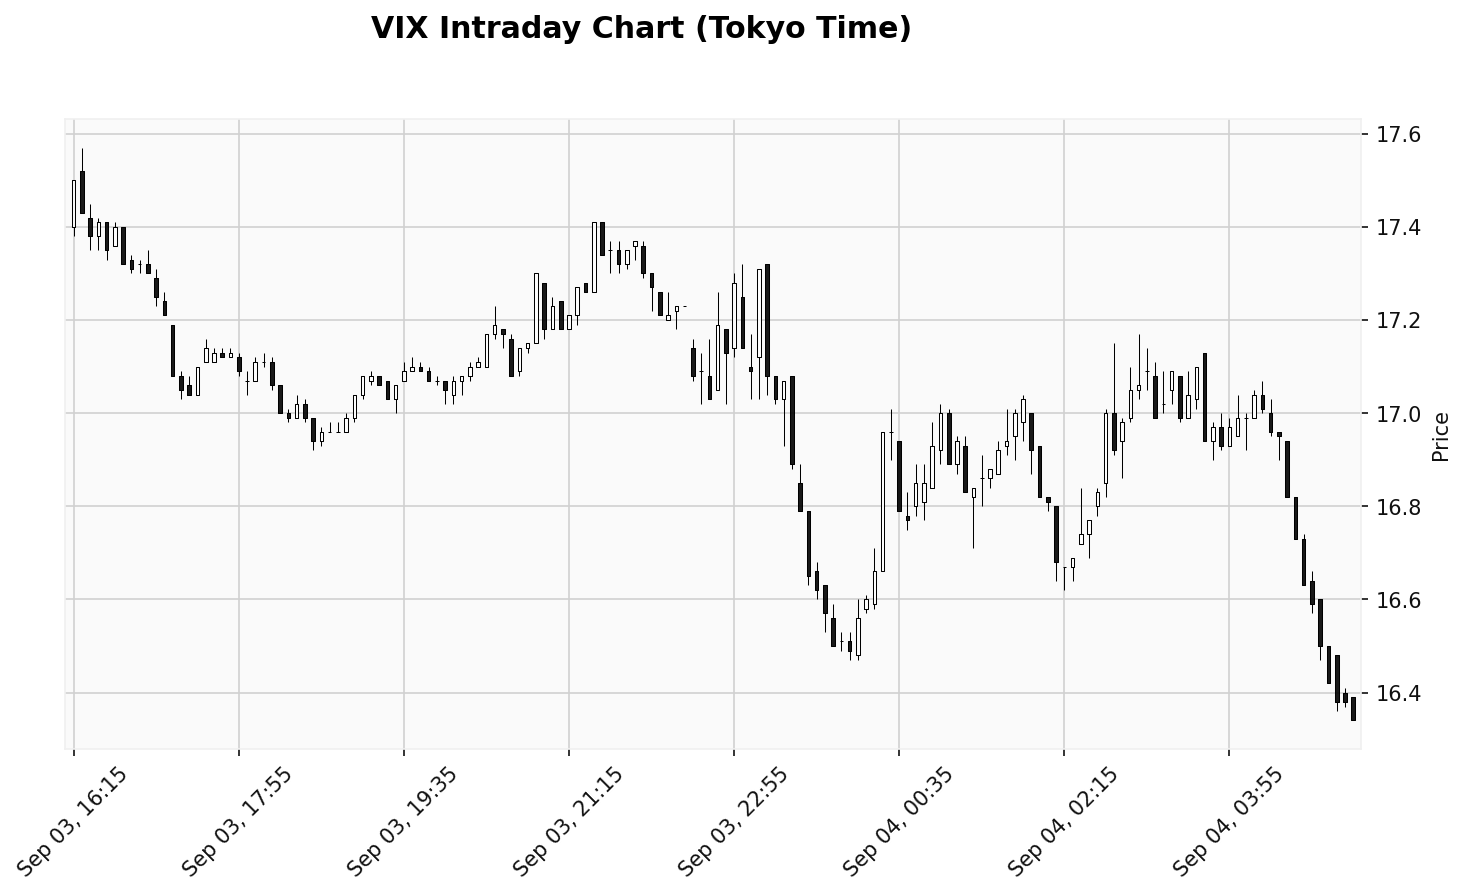 VIX Intraday Chart (Tokyo Time)
17.6
17.4
17.2
17.0
16.8
16.6
16.4
Price
Sep 03, 16:15
Sep 03, 17:55
Sep 03, 19:35
Sep 03, 21:15
Sep 03, 22:55
Sep 04, 00:35
Sep 04, 02:15
Sep 04, 03:55